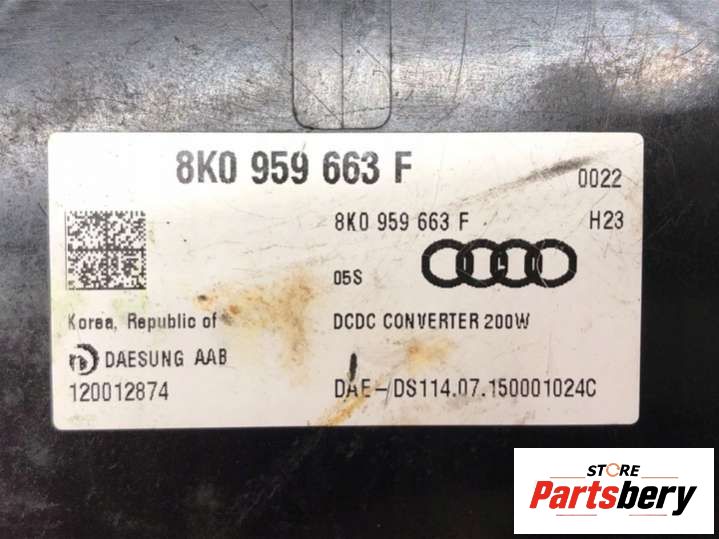 8K0 959 663 F
0022
8K0 959 663 F
H23
05S
Korea, Republic of
DCDC CONVERTER 200W
DAESUNG AAB
120012874
DAE-DS114.07.150001024C
STORE
Partsbery